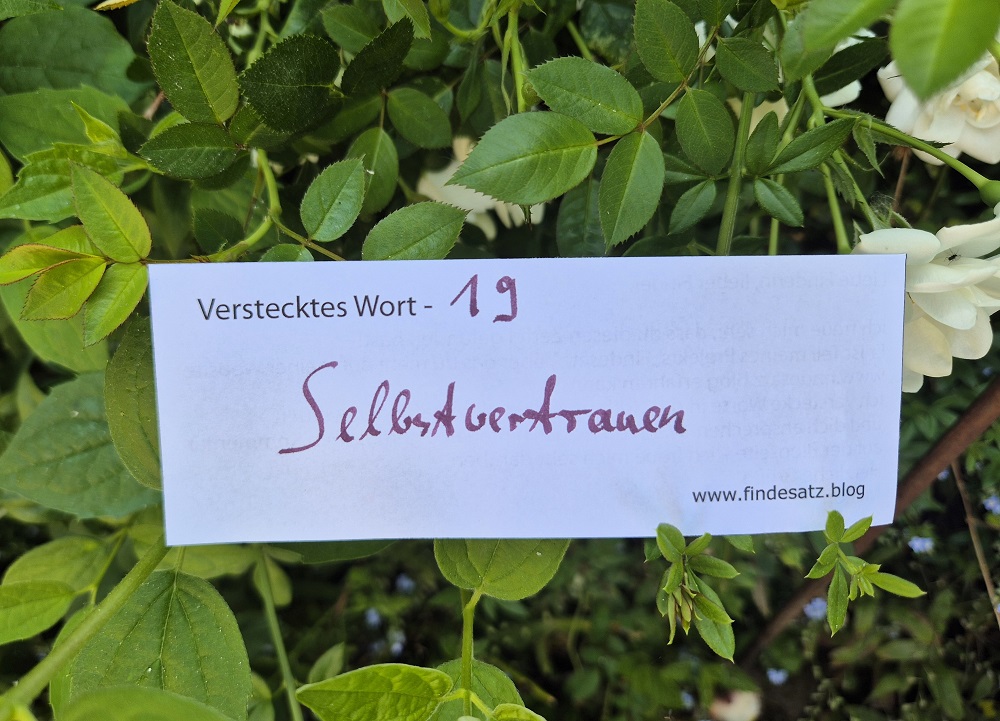 Verstecktes Wort - 19
Selbstvertrauen
www.findesatz.blog